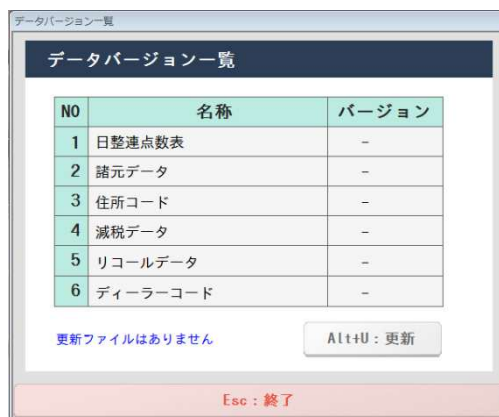 データバージョン一覧
データバージョン一覧
NO 名称 バージョン
1 日整連点数表 -
2 諸元データ -
3 住所コード -
4 減税データ -
5 リコールデータ -
6 ディーラーコード -
更新ファイルはありません Alt+U:更新
Esc:終了